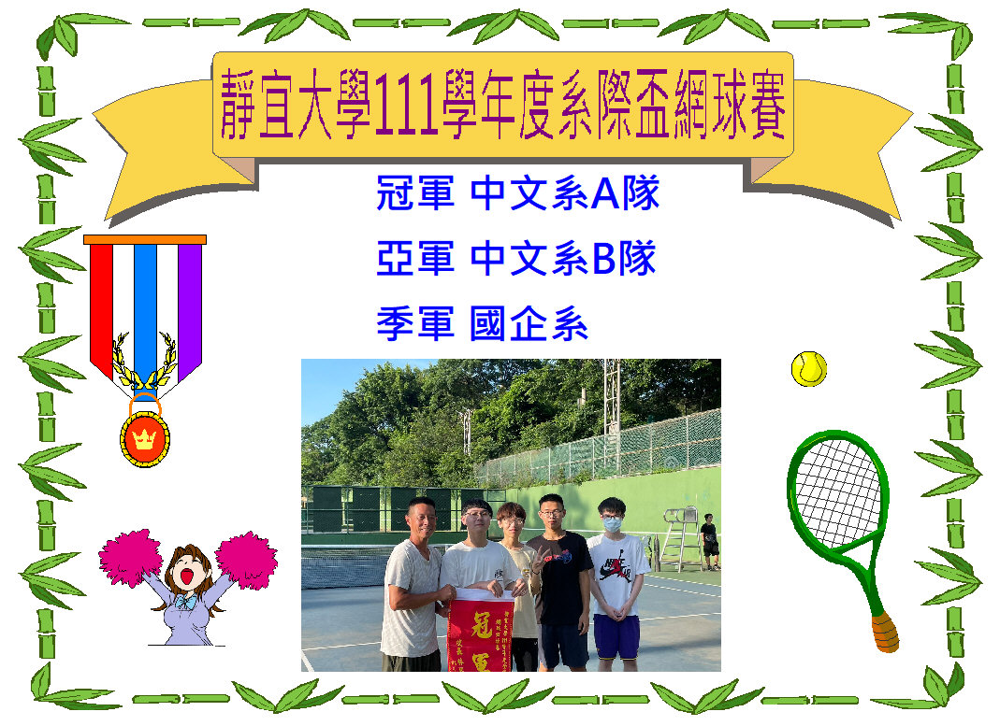 靜宜大學111學年度系際盃網球賽
冠軍 中文系A隊
亞軍 中文系B隊
季軍 國企系
冠軍